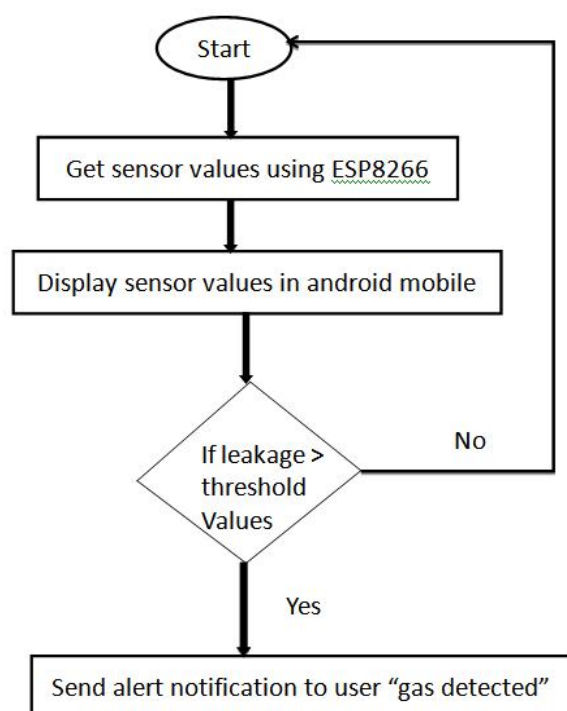 Start
Get sensor values using ESP8266
Display sensor values in android mobile
If leakage >
threshold
Values
No
Yes
Send alert notification to user “gas detected”